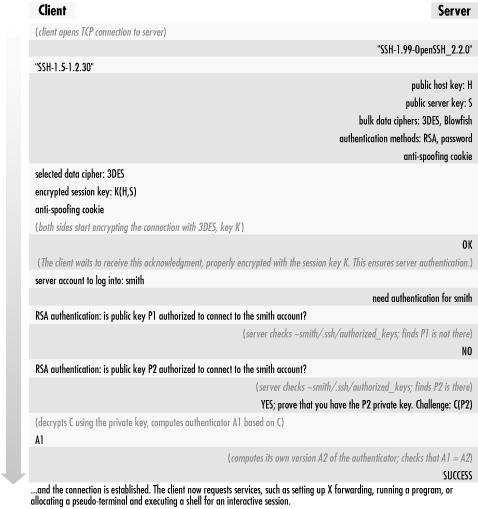 Client
Server
(client opens TCP connection to server)
"SSH-1.99-OpenSSH_2.2.0"
"SSH-1.5-1.2.30"
public host key: H
public server key: S
bulk data ciphers: 3DES, Blowfish
authentication methods: RSA, password
anti-spoofing cookie
selected data cipher: 3DES
encrypted session key: K(H,S)
anti-spoofing cookie
(both sides start encrypting the connection with 3DES, key K)
OK
(The client waits to receive this acknowledgment, properly encrypted with the session key K. This ensures server authentication.)
server account to log into: smith
need authentication for smith
RSA authentication: is public key P1 authorized to connect to the smith account?
(server checks ~smith/.ssh/authorized_keys; finds P1 is not there)
NO
RSA authentication: is public key P2 authorized to connect to the smith account?
(server checks ~smith/.ssh/authorized_keys; finds P2 is there)
YES; prove that you have the P2 private key. Challenge: C(P2)
(decrypts C using the private key, computes authenticator A1 based on C)
A1
(computes its own version A2 of the authenticator; checks that A1 = A2)
SUCCESS
...and the connection is established. The client now requests services, such as setting up X forwarding, running a program, or
allocating a pseudo-terminal and executing a shell for an interactive session.